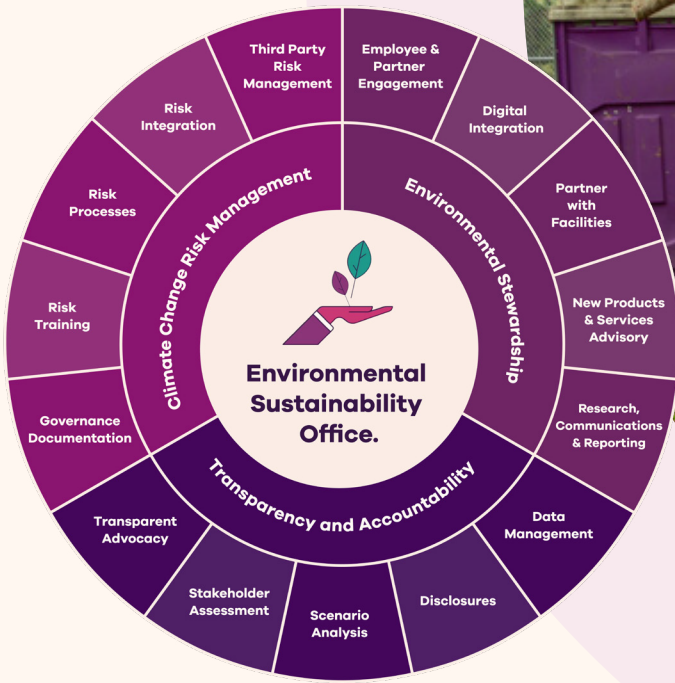 Environmental
Sustainability
Office.
Climate Change Risk Management
Third Party
Risk
Management
Risk
Integration
Risk
Processes
Risk
Training
Governance
Documentation
Environmental Stewardship
Employee &
Partner
Engagement
Digital
Integration
Partner
with
Facilities
New Products
& Services
Advisory
Research,
Communications
& Reporting
Transparency and Accountability
Data
Management
Disclosures
Scenario
Analysis
Stakeholder
Assessment
Transparent
Advocacy